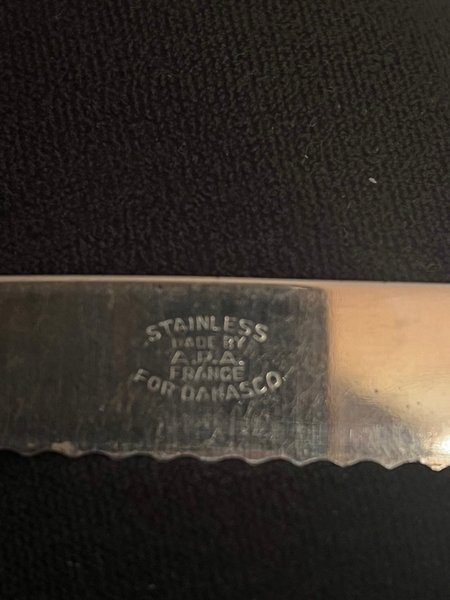 STAINLESS
MADE BY
A.P.A.
FRANCE
FOR DAMASCO